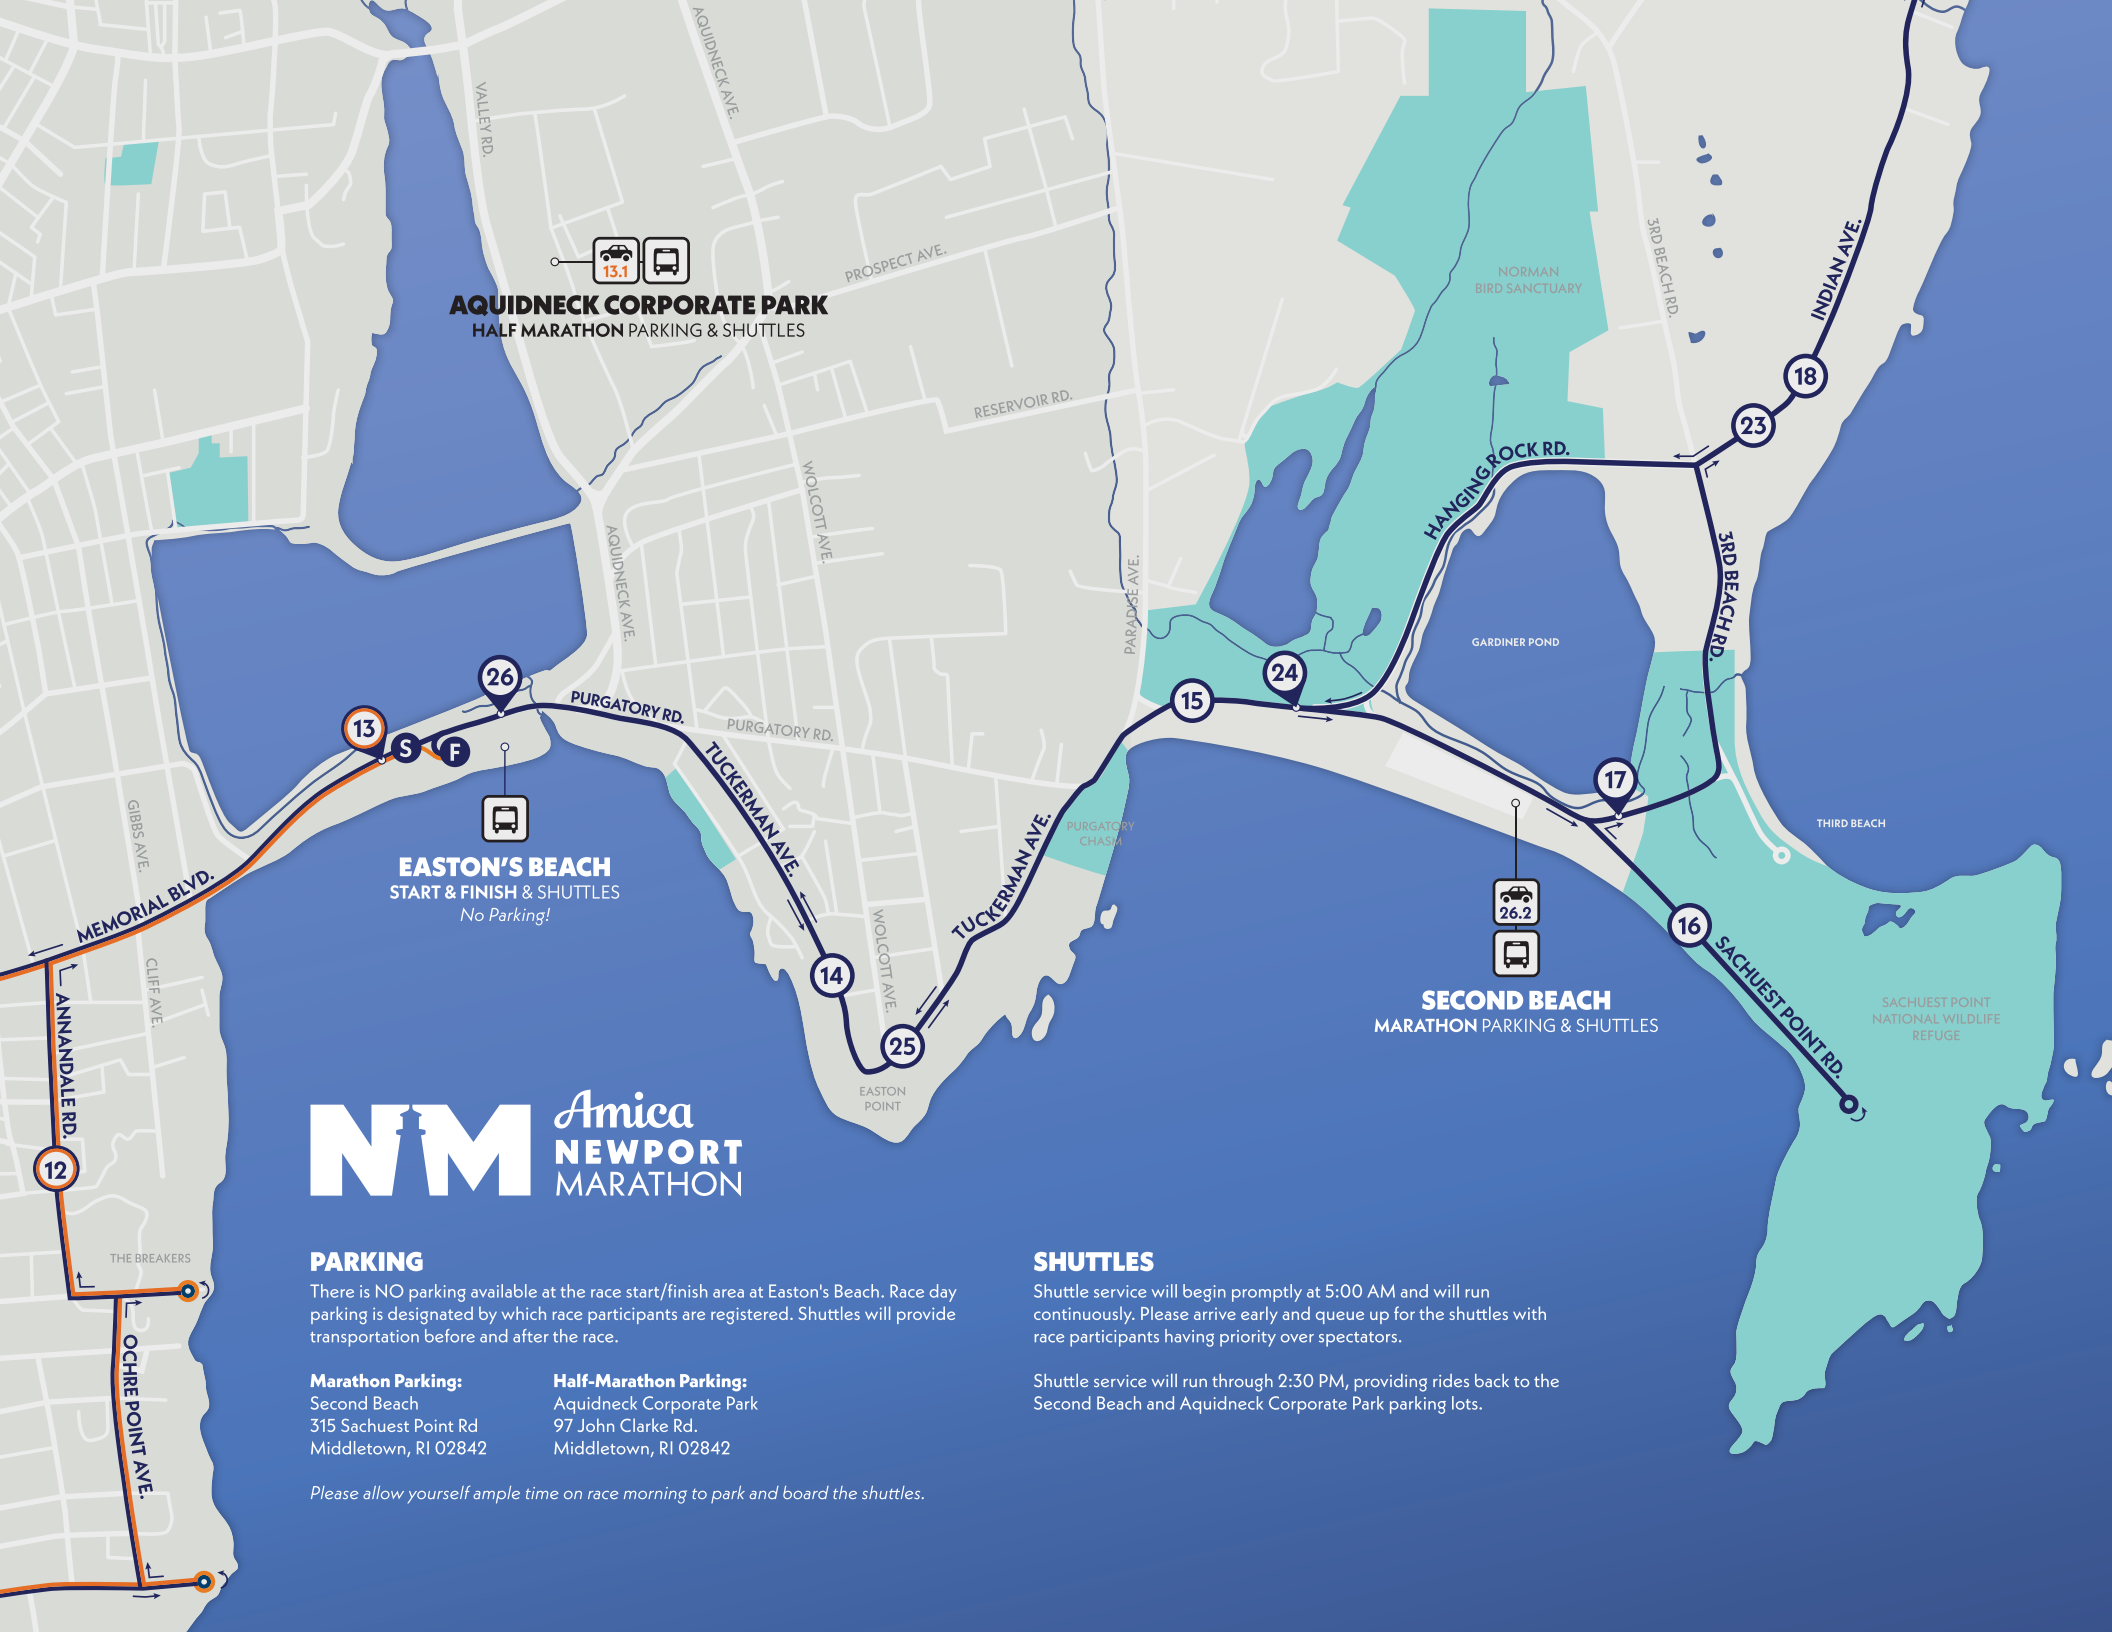 AQUIDNECK AVE.
VALLEY RD.
13.1
AQUIDNECK CORPORATE PARK
HALF MARATHON PARKING & SHUTTLES
PROSPECT AVE.
RESERVOIR RD.
WOLCOTT AVE.
AQUIDNECK AVE.
PARADISE AVE.
NORMAN
BIRD SANCTUARY
3RD BEACH RD.
INDIAN AVE.
18
23
HANGING ROCK RD.
3RD BEACH RD.
GARDINER POND
26
13
S
F
PURGATORY RD.
PURGATORY RD.
24
15
17
THIRD BEACH
TUCKERMAN AVE.
TUCKERMAN AVE.
PURGATORY
CHASM
GIBBS AVE.
MEMORIAL BLVD.
EASTON'S BEACH
START & FINISH & SHUTTLES
No Parking!
26.2
SECOND BEACH
MARATHON PARKING & SHUTTLES
16
SACHUEST POINT RD.
SACHUEST POINT
NATIONAL WILDLIFE
REFUGE
CLIFF AVE.
ANNANDALE RD.
12
14
WOLCOTT AVE.
25
EASTON
POINT
THE BREAKERS
OCHRE POINT AVE.
NM
Amica
NEWPORT
MARATHON
PARKING
There is NO parking available at the race start/finish area at Easton's Beach. Race day
parking is designated by which race participants are registered. Shuttles will provide
transportation before and after the race.
Marathon Parking:
Second Beach
315 Sachuest Point Rd
Middletown, RI 02842
Half-Marathon Parking:
Aquidneck Corporate Park
97 John Clarke Rd.
Middletown, RI 02842
Please allow yourself ample time on race morning to park and board the shuttles.
SHUTTLES
Shuttle service will begin promptly at 5:00 AM and will run
continuously. Please arrive early and queue up for the shuttles with
race participants having priority over spectators.
Shuttle service will run through 2:30 PM, providing rides back to the
Second Beach and Aquidneck Corporate Park parking lots.